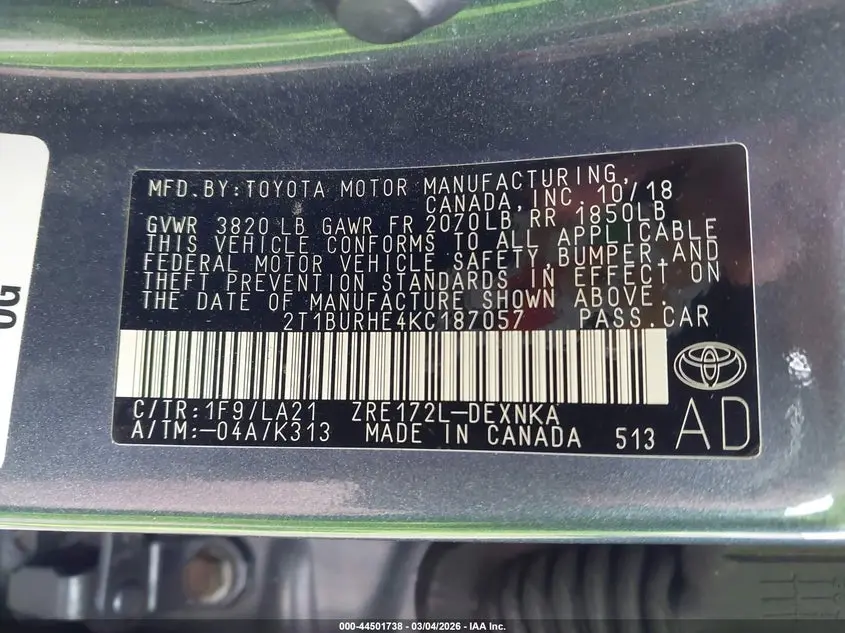 MFD.BY:TOYOTA MOTOR MANUFACTURING,
CANADA, INC. 10/18
GVWR 3820 LB GAWR FR 2070LB RR 1850LB
THIS VEHICLE CONFORMS TO ALL APPLICABLE
FEDERAL MOTOR VEHICLE SAFETY, BUMPER, AND
THEFT PREVENTION STANDARDS IN EFFECT ON
THE DATE OF MANUFACTURE SHOWN ABOVE.
2T1BURHE4KC187057 PASS.CAR
C/TR:1F9/LA21 ZRE172L-DEXNKA
A/TM:-04A/K313 MADE IN CANADA 513
AD
000-44501738 - 03/04/2026 - IAA Inc.